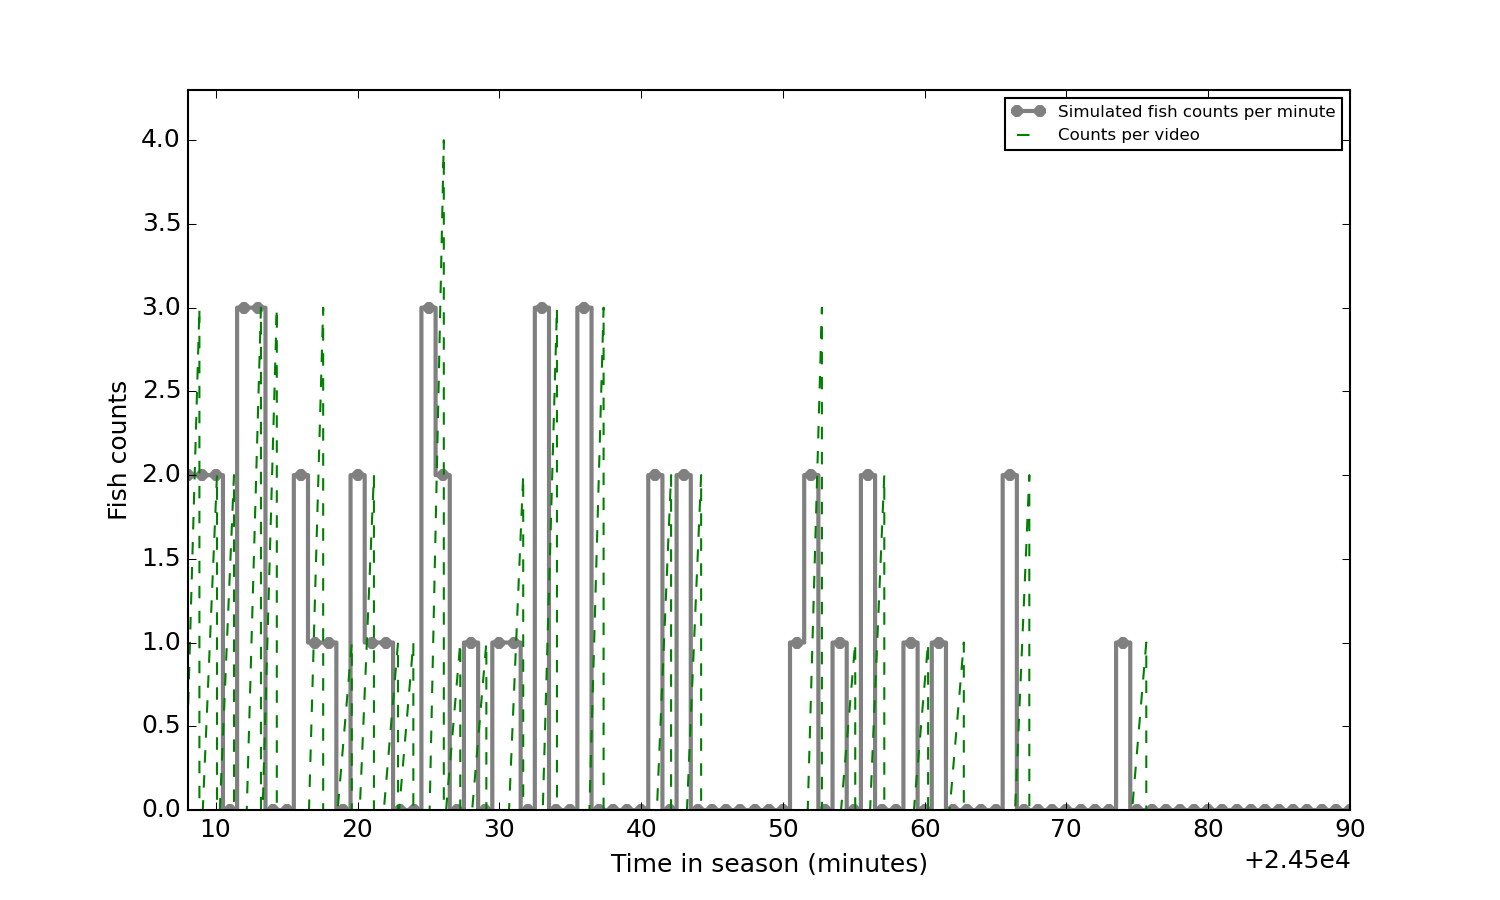 Simulated fish counts per minute
Counts per video
4.0
3.5
3.0
2.5
2.0
1.5
1.0
0.5
0.0
Fish counts
10 20 30 40 50 60 70 80 90
Time in season (minutes)
+2.45e4